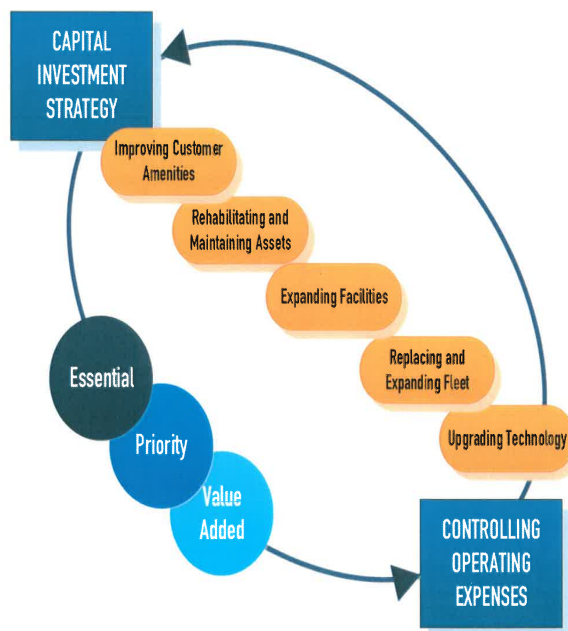 CAPITAL
INVESTMENT
STRATEGY
Improving Customer
Amenities
Rehabilitating and
Maintaining Assets
Expanding Facilities
Replacing and
Expanding Fleet
Upgrading Technology
Essential
Priority
Value
Added
CONTROLLING
OPERATING
EXPENSES